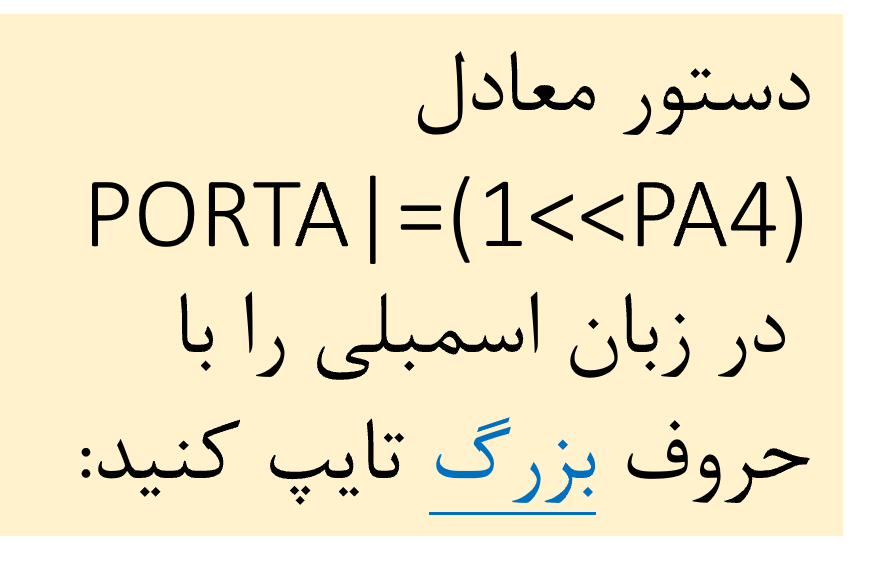 دستور معادل
PORTA|=(1<<PA4)
در زبان اسمبلی را با
حروف بزرگ تایپ کنید: